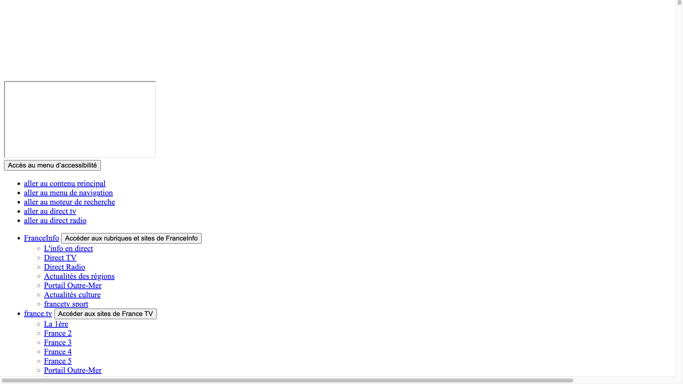 Accès au menu d'accessibilité
aller au contenu principal
aller au menu de navigation
aller au moteur de recherche
aller au direct tv
aller au direct radio
FranceInfo Accéder aux rubriques et sites de FranceInfo
L'info en direct
Direct TV
Direct Radio
Actualités des régions
Portail Outre-Mer
Actualités culture
francetv sport
france.tv Accéder aux sites de France TV
La 1ère
France 2
France 3
France 4
France 5
Portail Outre-Mer